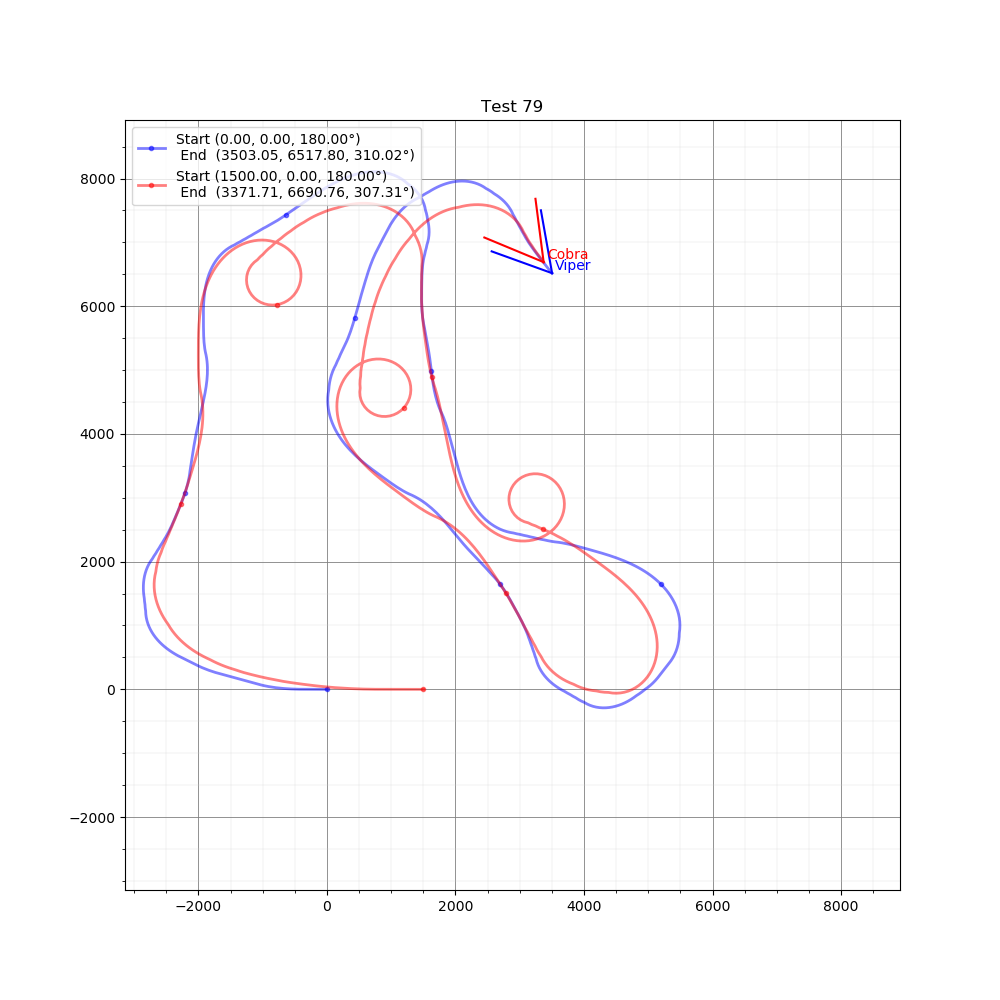 Test 79
Start (0.00, 0.00, 180.00°)
End  (3503.05, 6517.80, 310.02°)
Start (1500.00, 0.00, 180.00°)
End  (3371.71, 6690.76, 307.31°)
Cobra
Viper
8000
6000
4000
2000
0
−2000
−2000
0
2000
4000
6000
8000